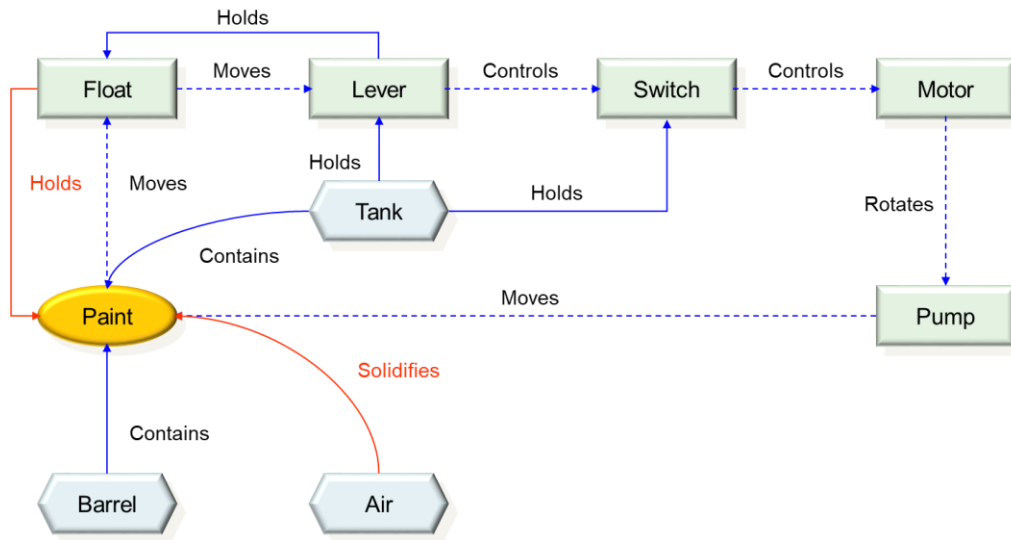 Holds
Float
Moves
Lever
Controls
Switch
Controls
Motor
Holds
Moves
Holds
Tank
Holds
Rotates
Contains
Paint
Moves
Pump
Solidifies
Contains
Barrel
Air